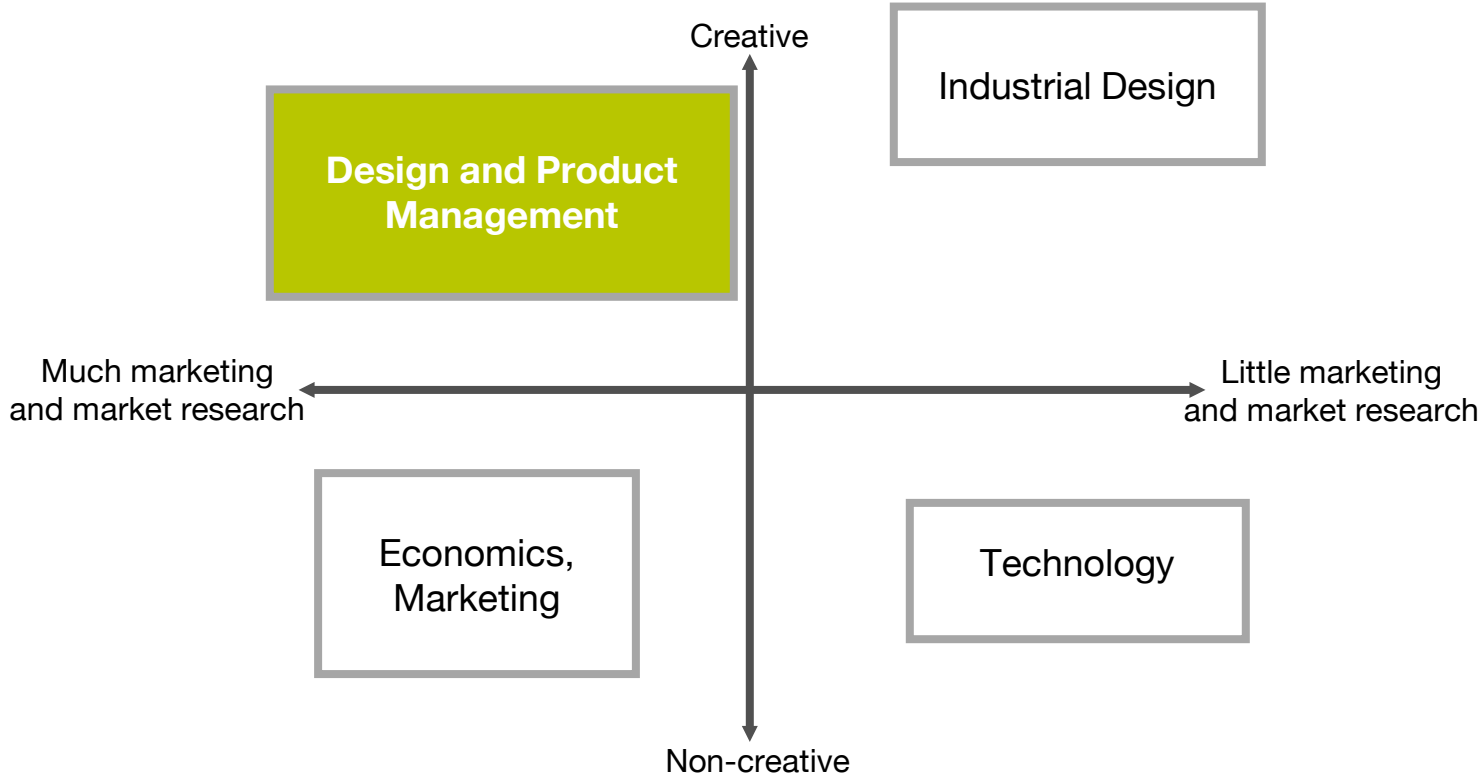 Creative
Industrial Design
Design and Product
Management
Much marketing
and market research
Little marketing
and market research
Economics,
Marketing
Technology
Non-creative